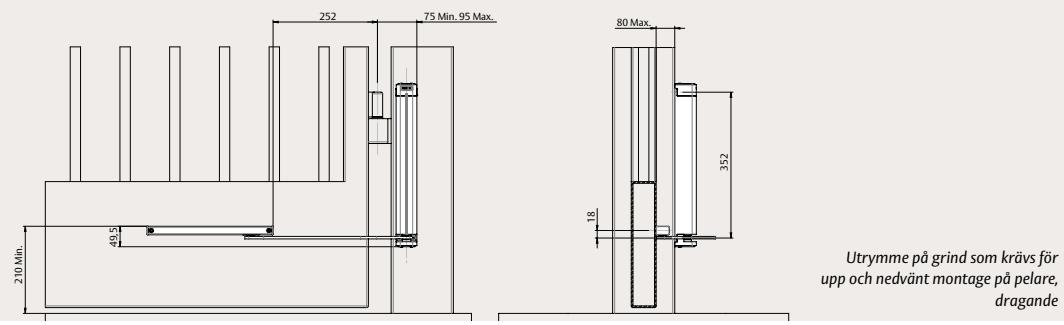 252
75 Min. 95 Max.
80 Max.
352
18
49,5
210 Min.
Utrymme på grind som krävs för
upp och nedvänt montage på pelare,
dragande